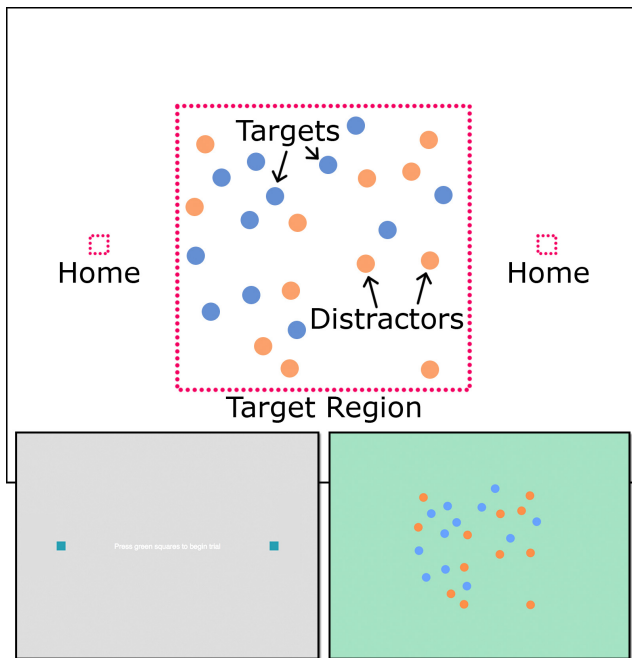 Targets
Home
Home
Distractors
Target Region
Press green squares to begin trial